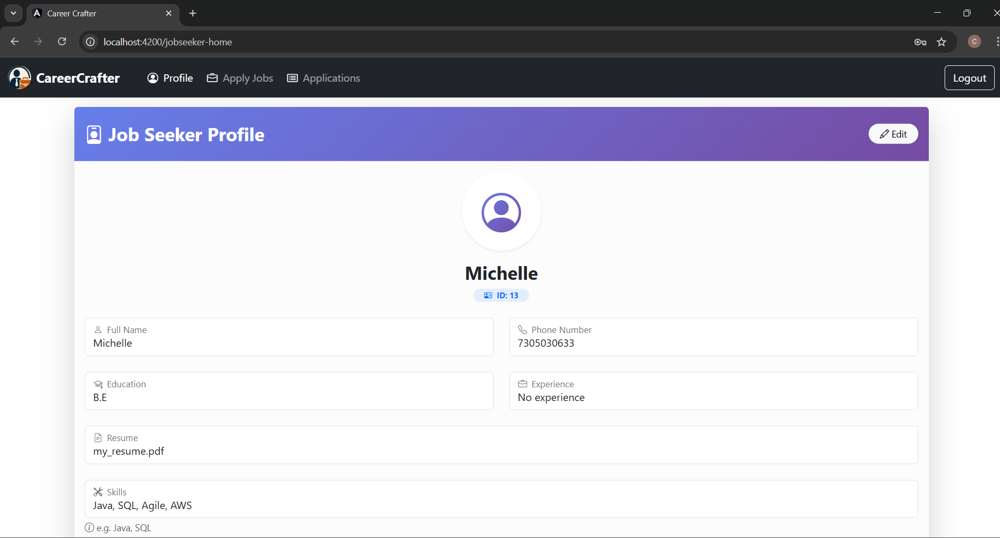 Career Crafter
localhost:4200/jobseeker-home
C
CareerCrafter
Profile
Apply Jobs
Applications
Logout
Job Seeker Profile
Edit
Michelle
ID: 13
Full Name
Michelle
Phone Number
7305030633
Education
B.E
Experience
No experience
Resume
my_resume.pdf
Skills
Java, SQL, Agile, AWS
e.g. Java, SQL